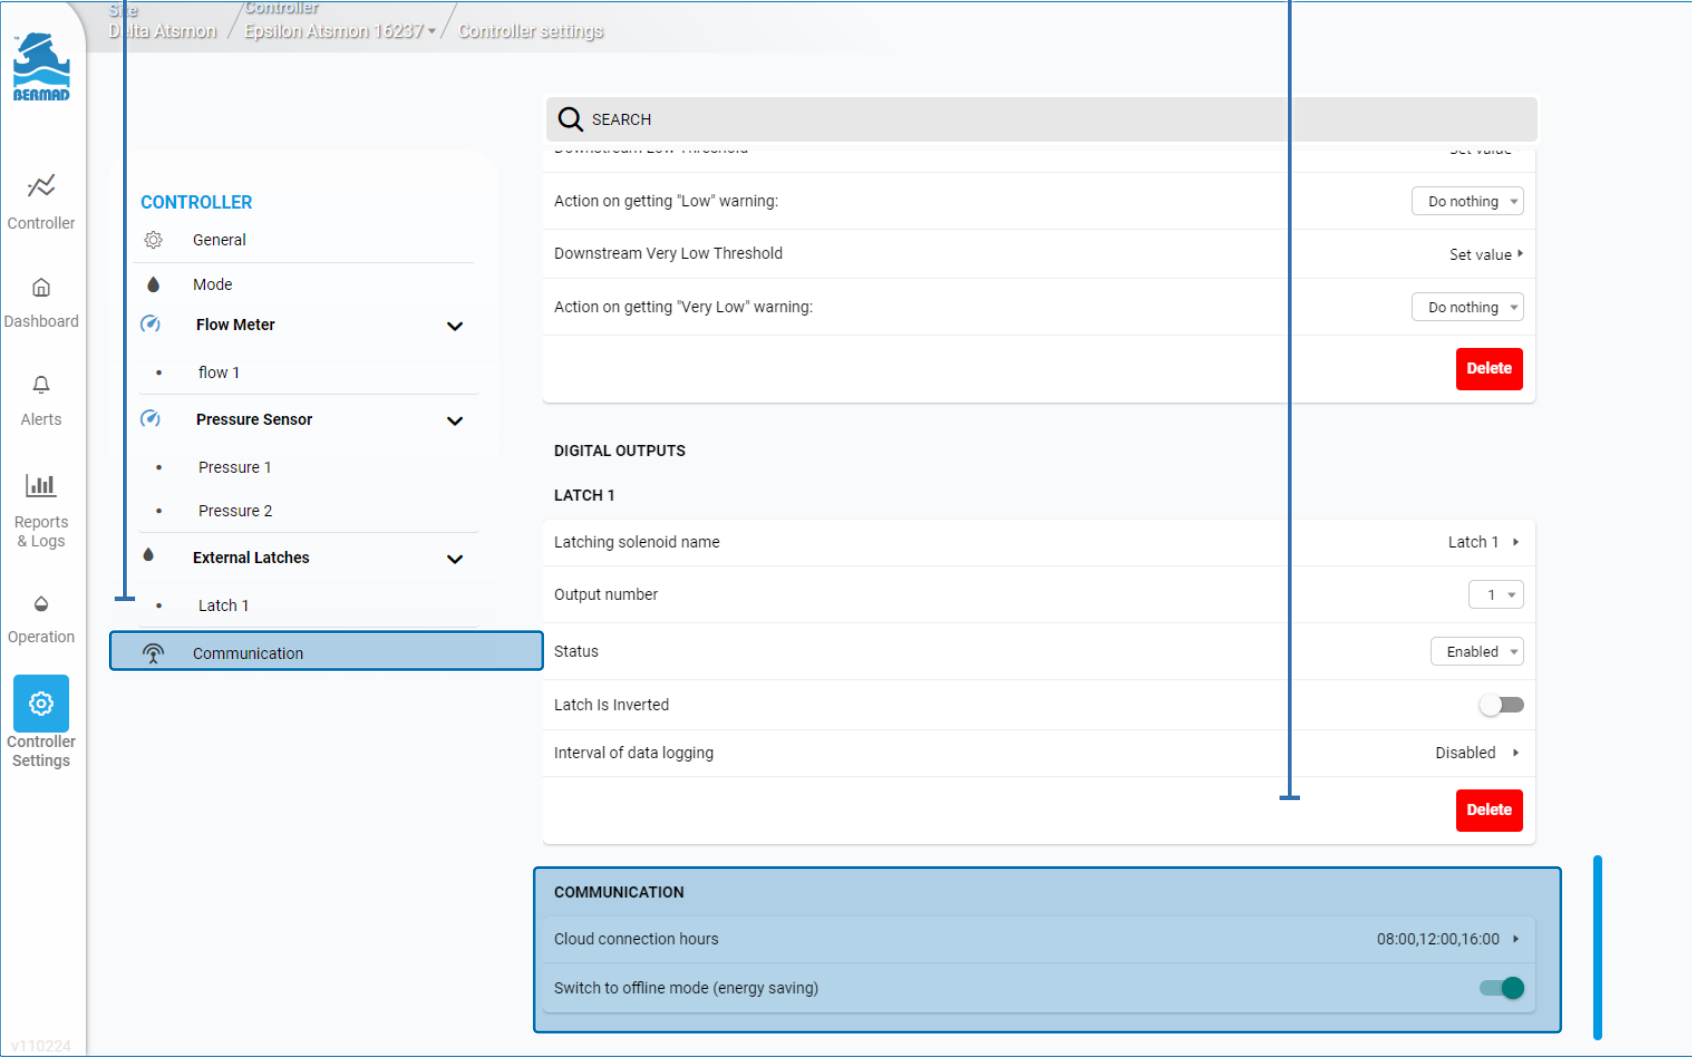 Site
Controller
Delta Atsmon / Epsilon Atsmon 16237 / Controller settings
BERMAD
Controller
Dashboard
Alerts
Reports
& Logs
Operation
Controller
Settings
v110224
CONTROLLER
General
Mode
Flow Meter
flow 1
Pressure Sensor
Pressure 1
Pressure 2
External Latches
Latch 1
Communication
SEARCH
Downstream Low Threshold Set value
Action on getting "Low" warning: Do nothing
Downstream Very Low Threshold Set value
Action on getting "Very Low" warning: Do nothing
Delete
DIGITAL OUTPUTS
LATCH 1
Latching solenoid name Latch 1
Output number 1
Status Enabled
Latch Is Inverted
Interval of data logging Disabled
Delete
COMMUNICATION
Cloud connection hours 08:00,12:00,16:00
Switch to offline mode (energy saving)